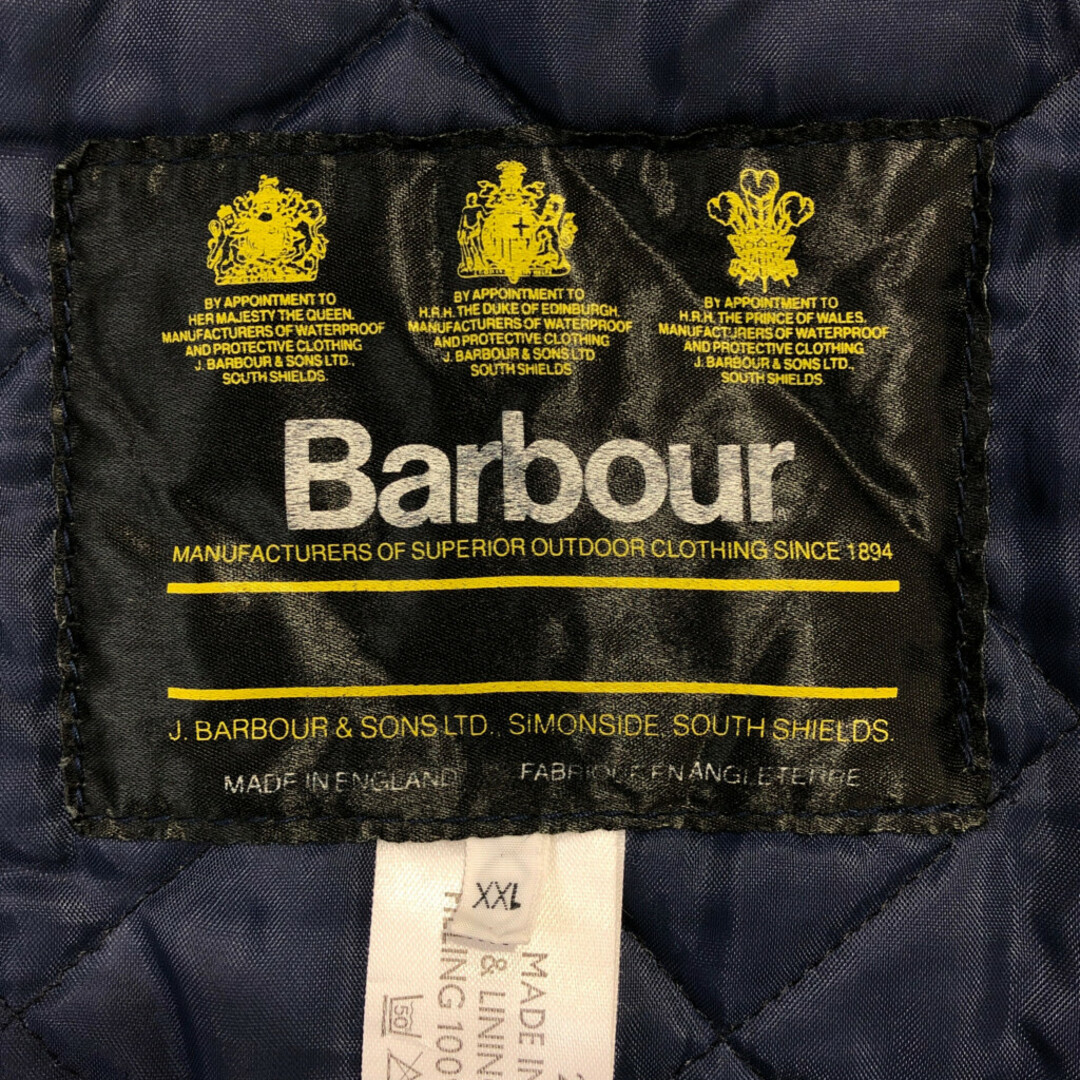 BY APPOINTMENT TO
HER MAJESTY THE QUEEN.
MANUFACTURERS OF WATERPROOF
AND PROTECTIVE CLOTHING
J. BARBOUR & SONS LTD.,
SOUTH SHIELDS.
BY APPOINTMENT TO
H.R.H. THE DUKE OF EDINBURGH.
MANUFACTURERS OF WATERPROOF
AND PROTECTIVE CLOTHING
J. BARBOUR & SONS LTD
SOUTH SHIELDS
BY APPOINTMENT TO
H.R.H. THE PRINCE OF WALES.
MANUFACTURERS OF WATERPROOF
AND PROTECTIVE CLOTHING
J. BARBOUR & SONS LTD.,
SOUTH SHIELDS.
Barbour
MANUFACTURERS OF SUPERIOR OUTDOOR CLOTHING SINCE 1894
J. BARBOUR & SONS LTD., SIMONSIDE, SOUTH SHIELDS.
MADE IN ENGLAND FABRIQUE EN ANGLETERRE
XXL
MADE IN
& LINING
FILLING 100
50